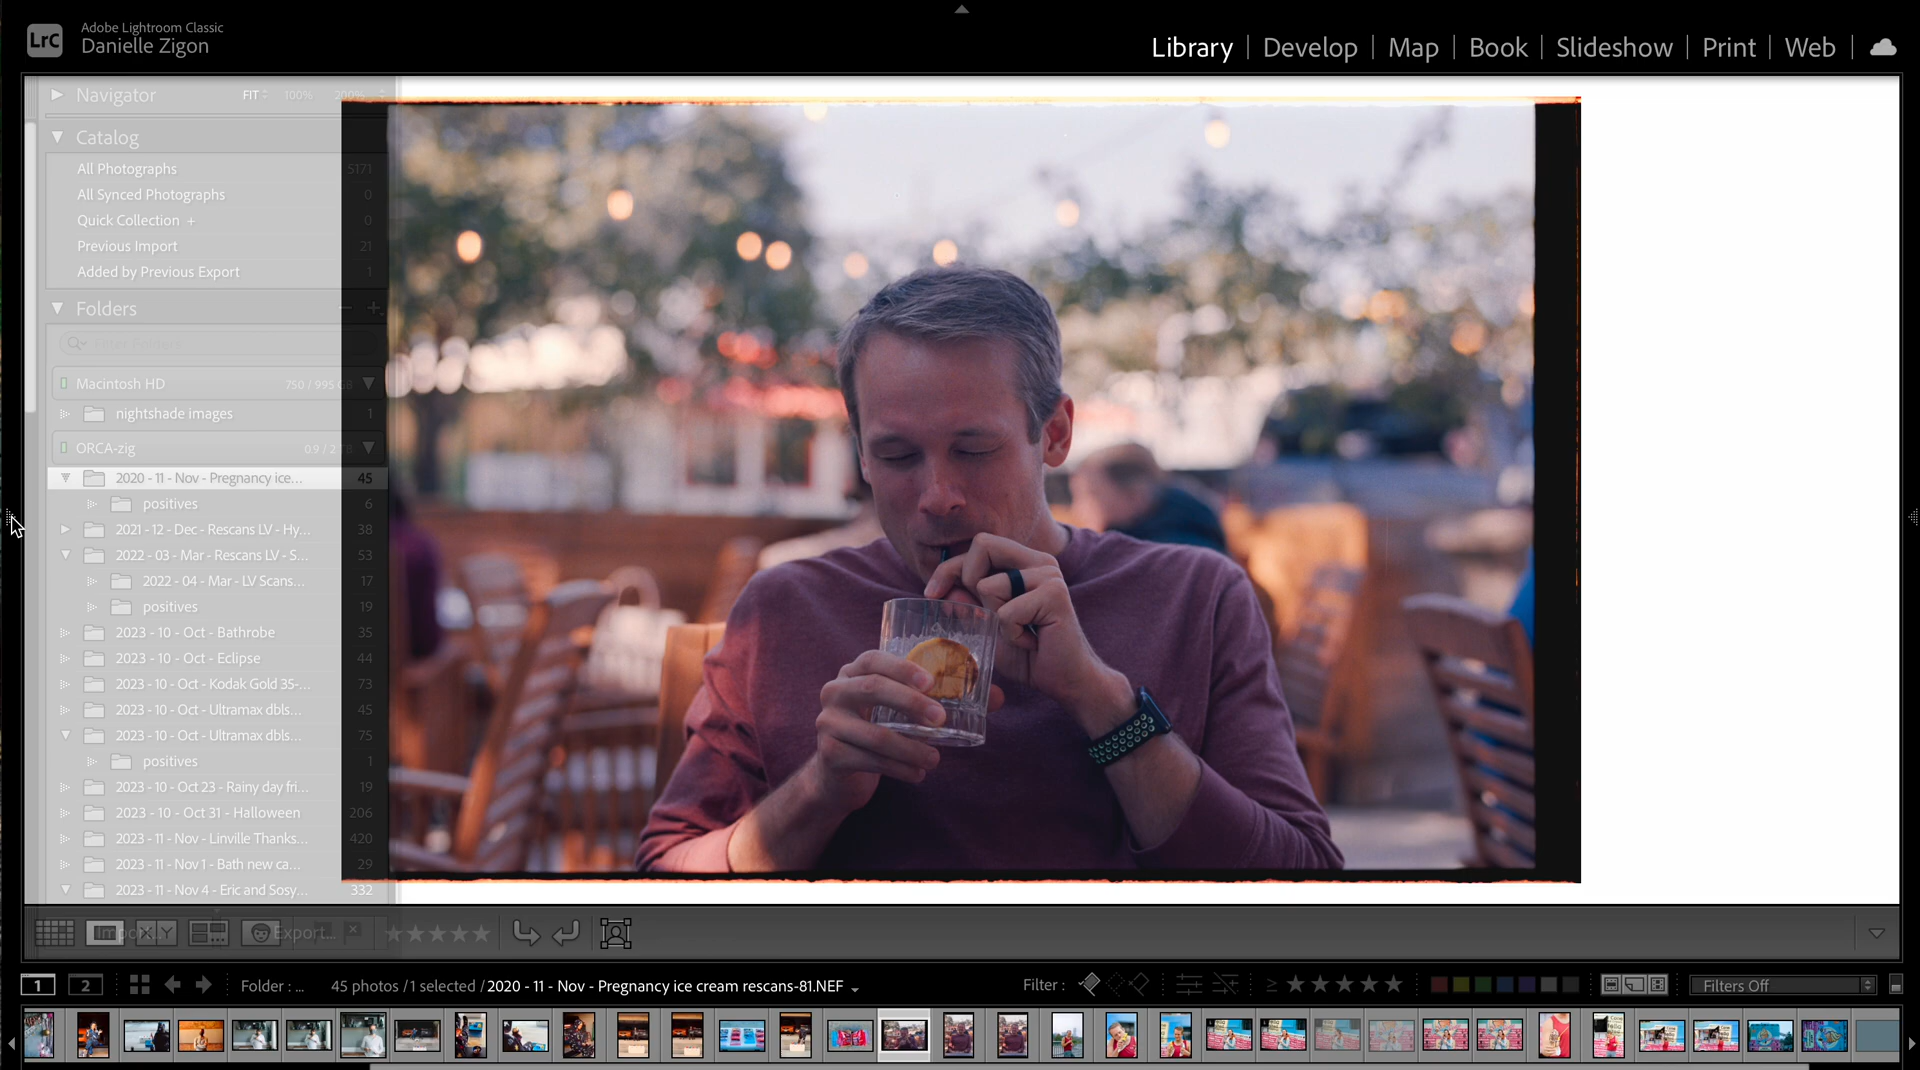 LrC
Adobe Lightroom Classic
Danielle Zigon
Library | Develop | Map | Book | Slideshow | Print | Web
Navigator FIT 100% 200%
Catalog
All Photographs 5171
All Synced Photographs 0
Quick Collection + 0
Previous Import 21
Added by Previous Export 1
Folders − +
Macintosh HD 750 / 995 GB
nightshade images 1
ORCA-zig
2020 - 11 - Nov - Pregnancy ice... 45
positives 6
2021 - 12 - Dec - Rescans LV - Hy... 38
2022 - 03 - Mar - Rescans LV - S... 53
2022 - 04 - Mar - LV Scans... 17
positives 19
2023 - 10 - Oct - Bathrobe 35
2023 - 10 - Oct - Eclipse 44
2023 - 10 - Oct - Kodak Gold 35-... 73
2023 - 10 - Oct - Ultramax dbls... 45
2023 - 10 - Oct - Ultramax dbls... 75
positives 1
2023 - 10 - Oct 23 - Rainy day fri... 19
2023 - 10 - Oct 31 - Halloween 206
2023 - 11 - Nov - Linville Thanks... 420
2023 - 11 - Nov 1 - Bath new ca... 29
2023 - 11 - Nov 4 - Eric and Sosy... 332
XY Export...
1 2 Folder : ... 45 photos / 1 selected / 2020 - 11 - Nov - Pregnancy ice cream rescans-81.NEF Filter : ≥ Filters Off